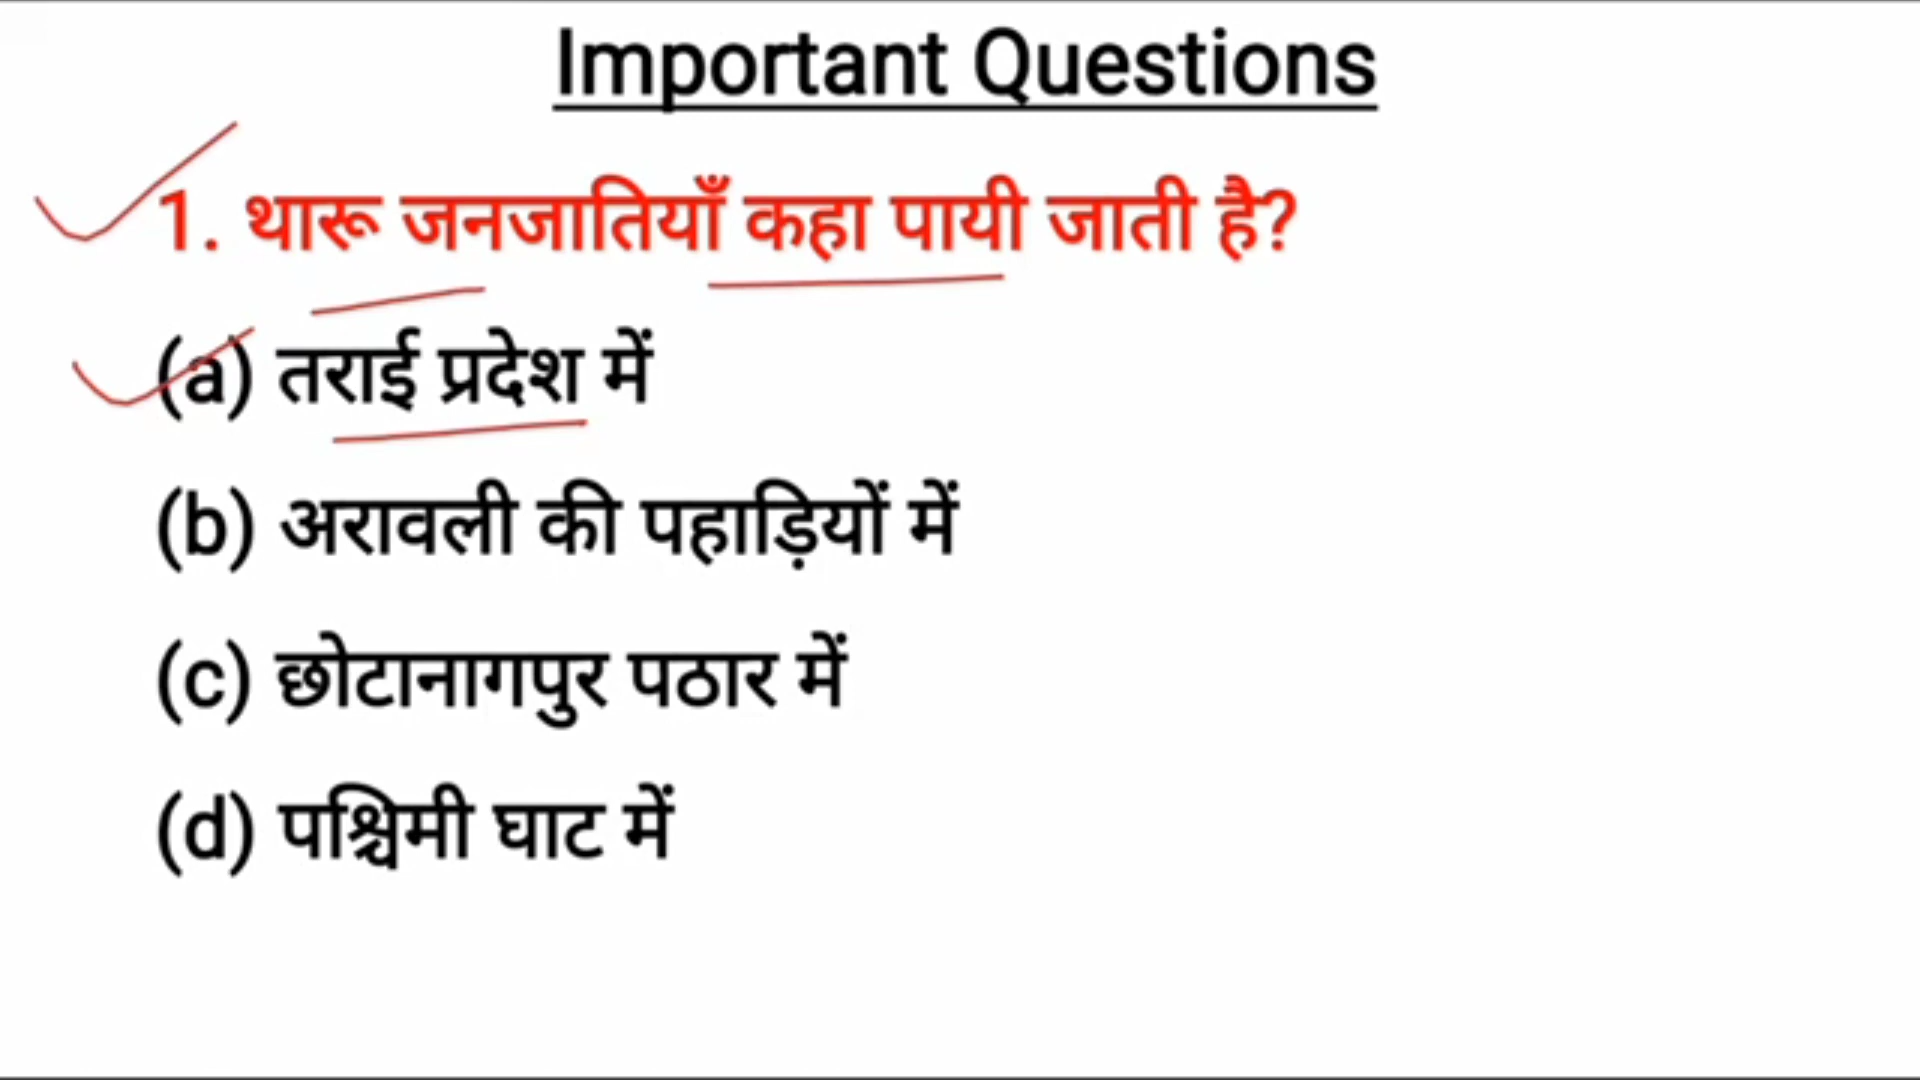 Important Questions
1. थारू जनजातियाँ कहा पायी जाती है?
(a) तराई प्रदेश में
(b) अरावली की पहाड़ियों में
(c) छोटानागपुर पठार में
(d) पश्चिमी घाट में